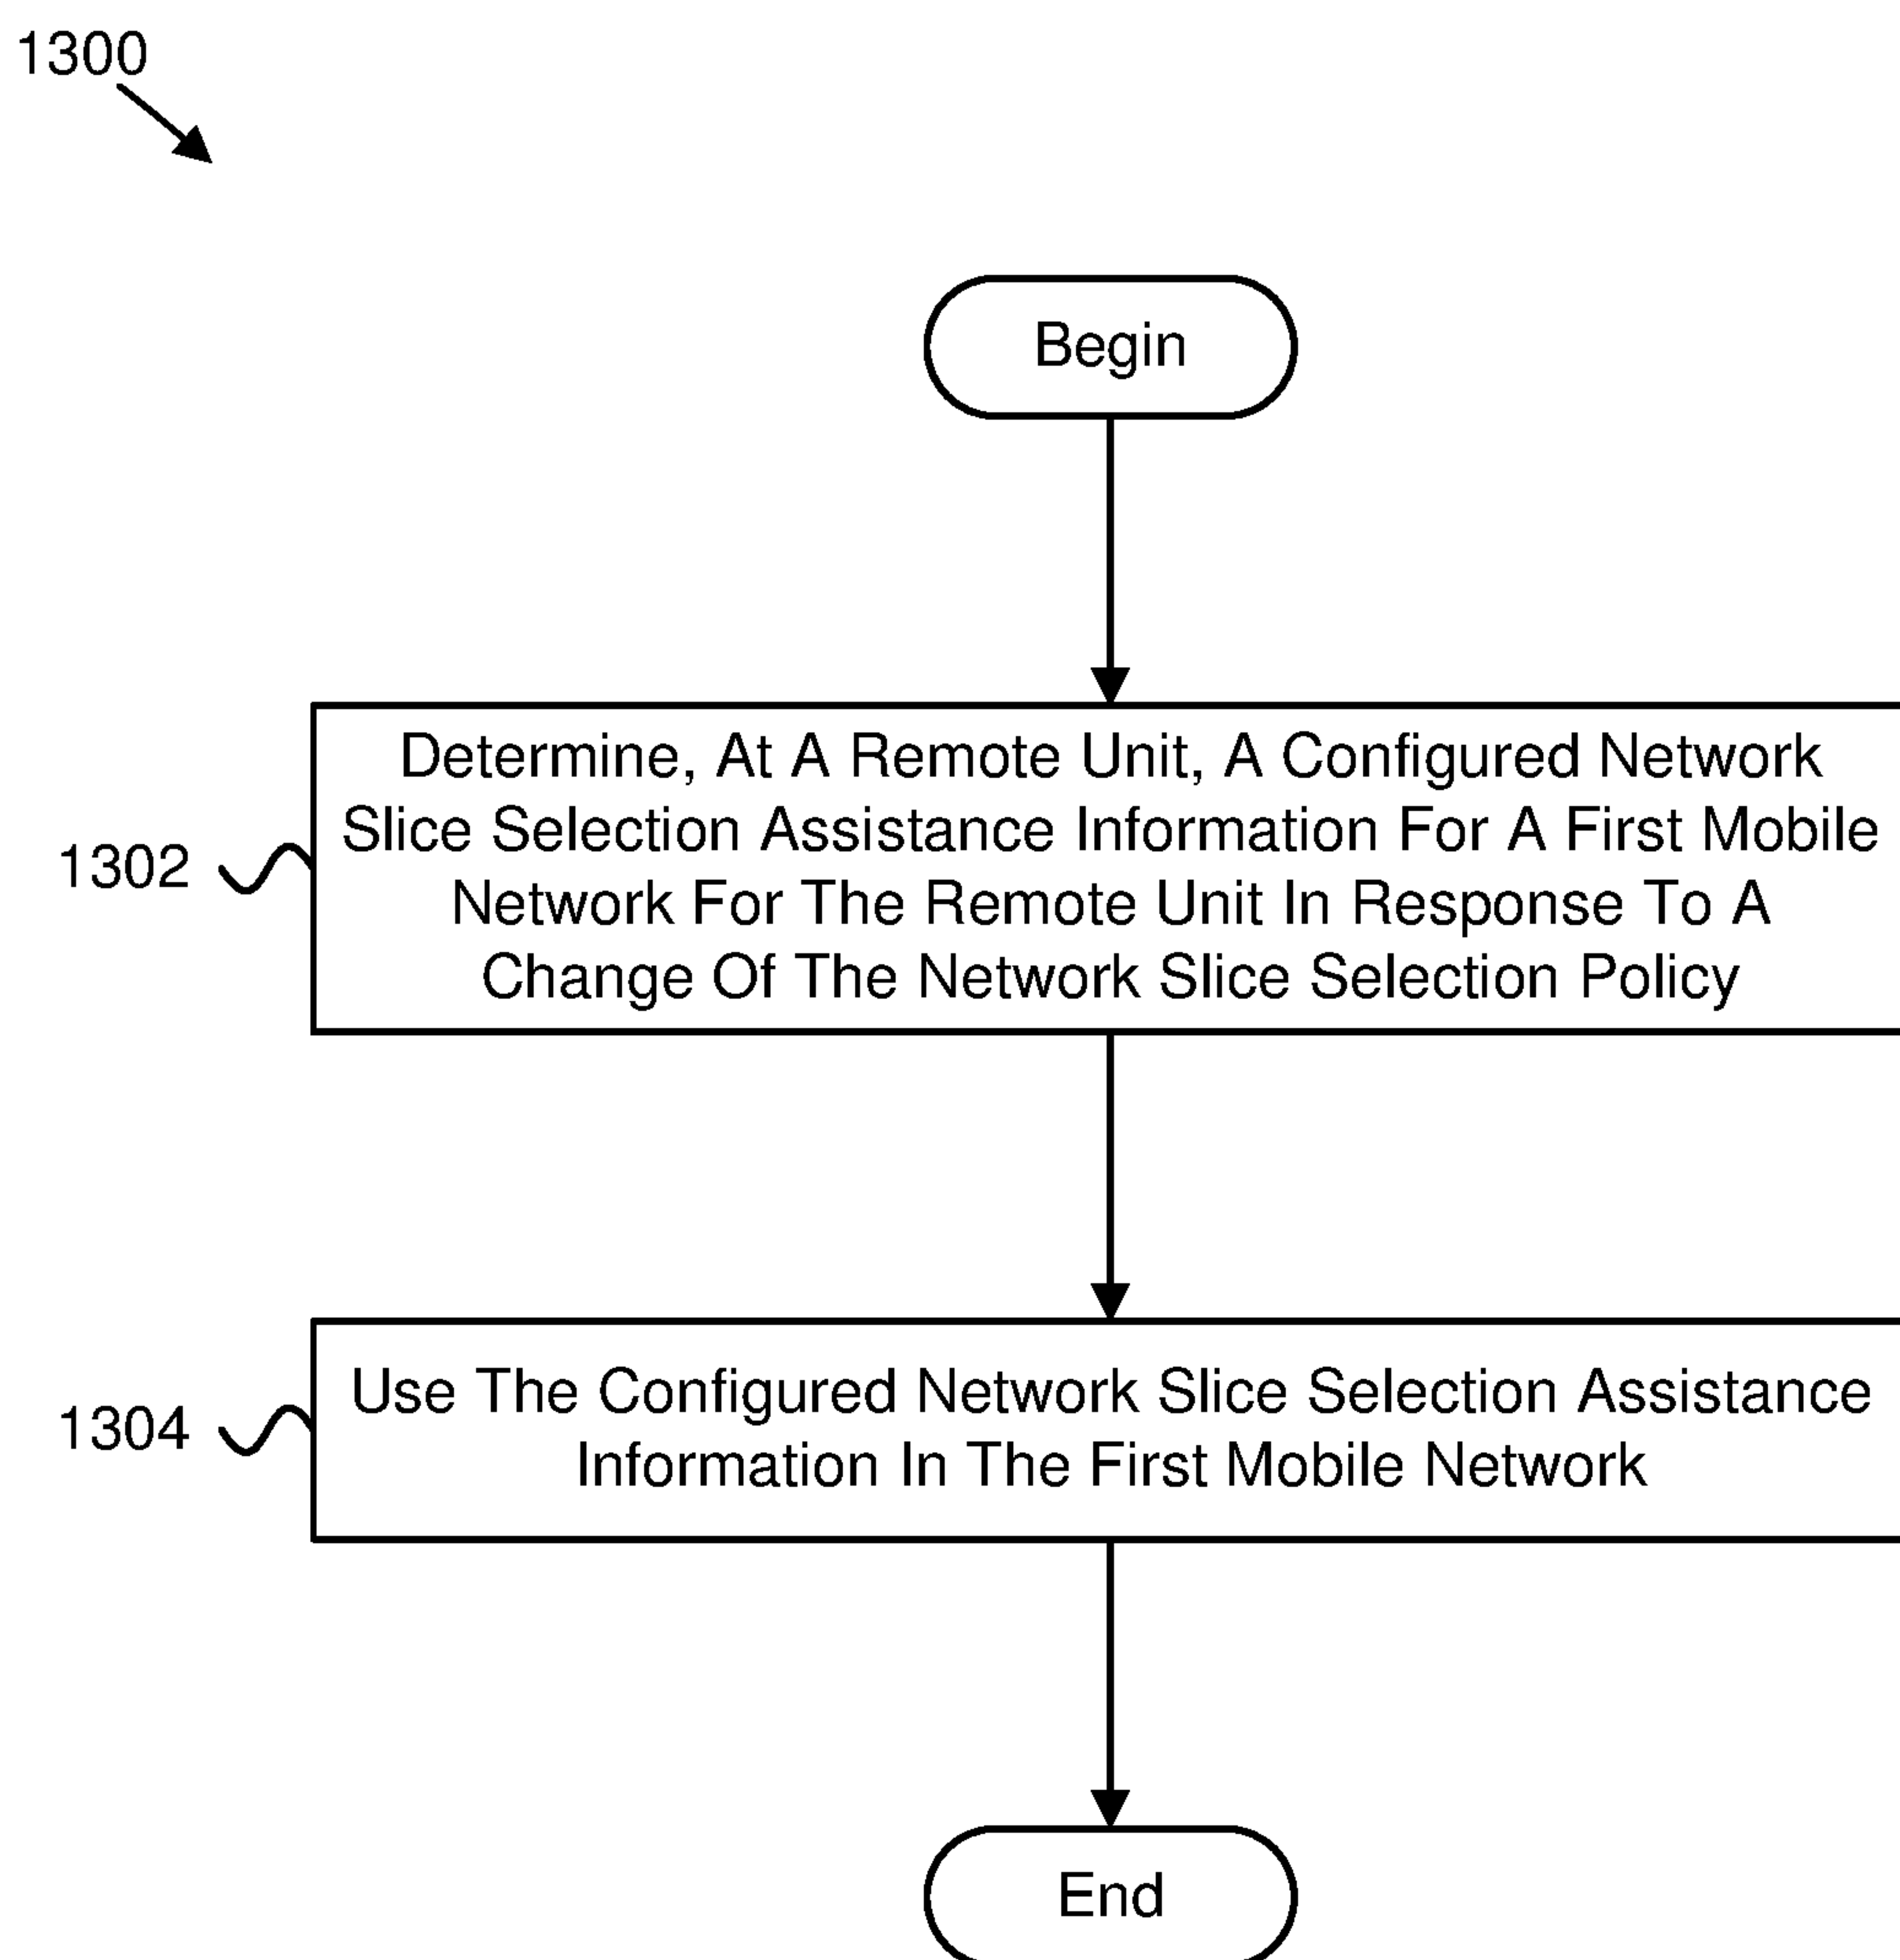 1300
Begin
Determine, At A Remote Unit, A Configured Network
Slice Selection Assistance Information For A First Mobile
Network For The Remote Unit In Response To A
Change Of The Network Slice Selection Policy
1302
Use The Configured Network Slice Selection Assistance
Information In The First Mobile Network
1304
End